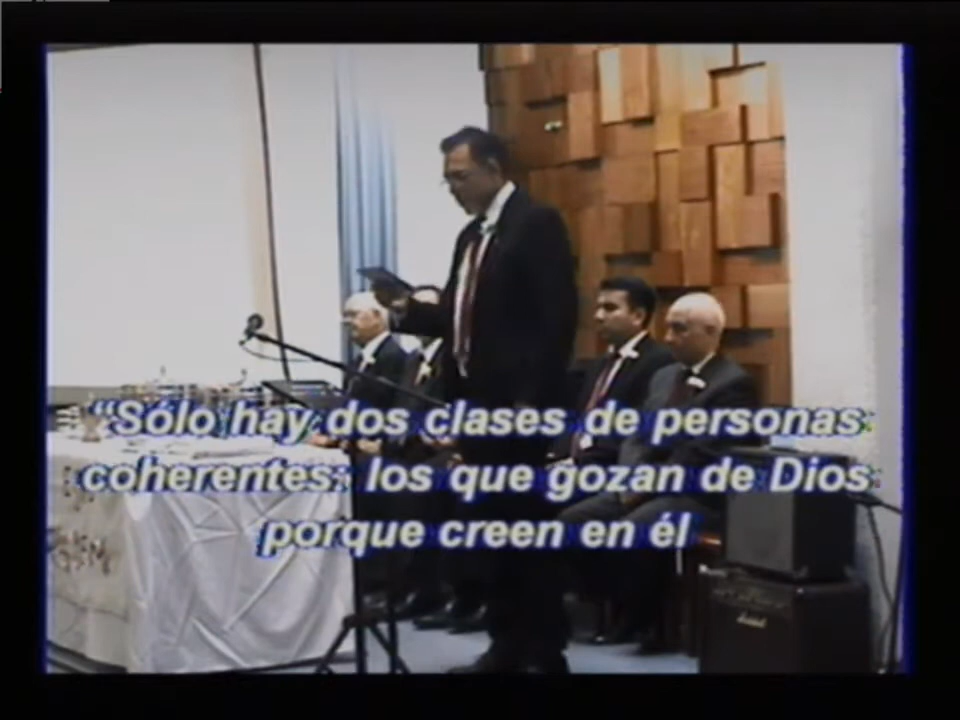 “Sólo hay dos clases de personas
coherentes: los que gozan de Dios
porque creen en él